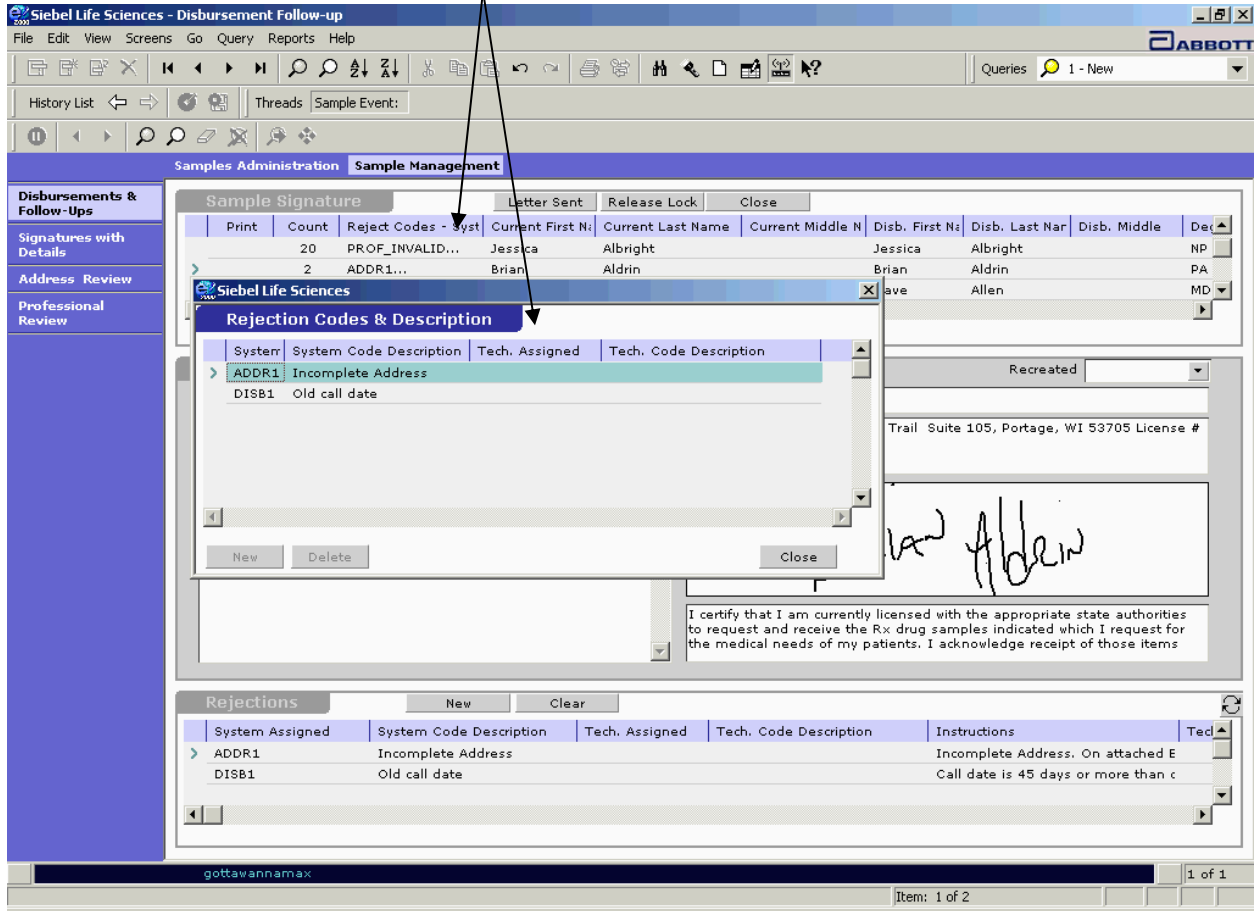 Siebel Life Sciences - Disbursement Follow-up
File Edit View Screens Go Query Reports Help
ABBOTT
Queries 1 - New
History List Threads Sample Event:
Samples Administration Sample Management
Disbursements &
Follow-Ups
Signatures with
Details
Address Review
Professional
Review
Sample Signature Letter Sent Release Lock Close
Print Count Reject Codes - Syst Current First Na Current Last Name Current Middle N Disb. First Na Disb. Last Nar Disb. Middle
20 PROF_INVALID... Jessica Albright Jessica Albright NP
2 ADDR1... Brian Aldrin Brian Aldrin PA
ave Allen MD
Siebel Life Sciences
Rejection Codes & Description
System System Code Description Tech. Assigned Tech. Code Description
ADDR1 Incomplete Address
DISB1 Old call date
New Delete Close
Recreated
Trail Suite 105, Portage, WI 53705 License #
Aldrin
I certify that I am currently licensed with the appropriate state authorities
to request and receive the Rx drug samples indicated which I request for
the medical needs of my patients. I acknowledge receipt of those items
Rejections New Clear
System Assigned System Code Description Tech. Assigned Tech. Code Description Instructions Tecl
ADDR1 Incomplete Address Incomplete Address. On attached E
DISB1 Old call date Call date is 45 days or more than c
gottawannamax
1 of 1
Item: 1 of 2